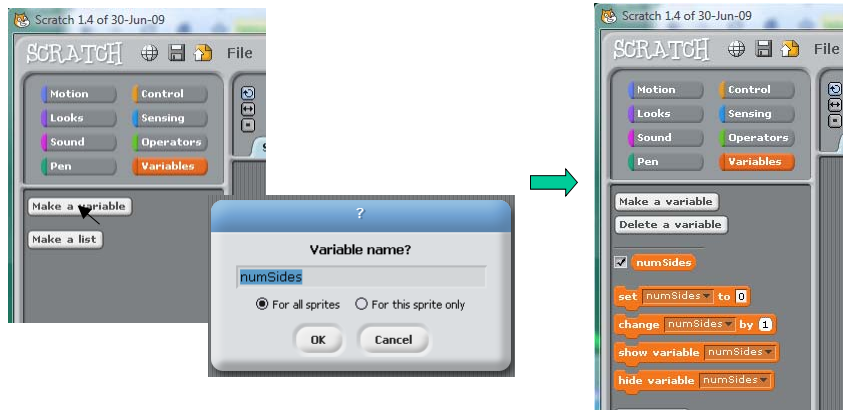 Scratch 1.4 of 30-Jun-09
SCRATCH File
Motion Control
Looks Sensing
Sound Operators
Pen Variables
Make a variable
Make a list
?
Variable name?
numSides
For all sprites For this sprite only
OK Cancel
Scratch 1.4 of 30-Jun-09
SCRATCH File
Motion Control
Looks Sensing
Sound Operators
Pen Variables
Make a variable
Delete a variable
numSides
set numSides to 0
change numSides by 1
show variable numSides
hide variable numSides